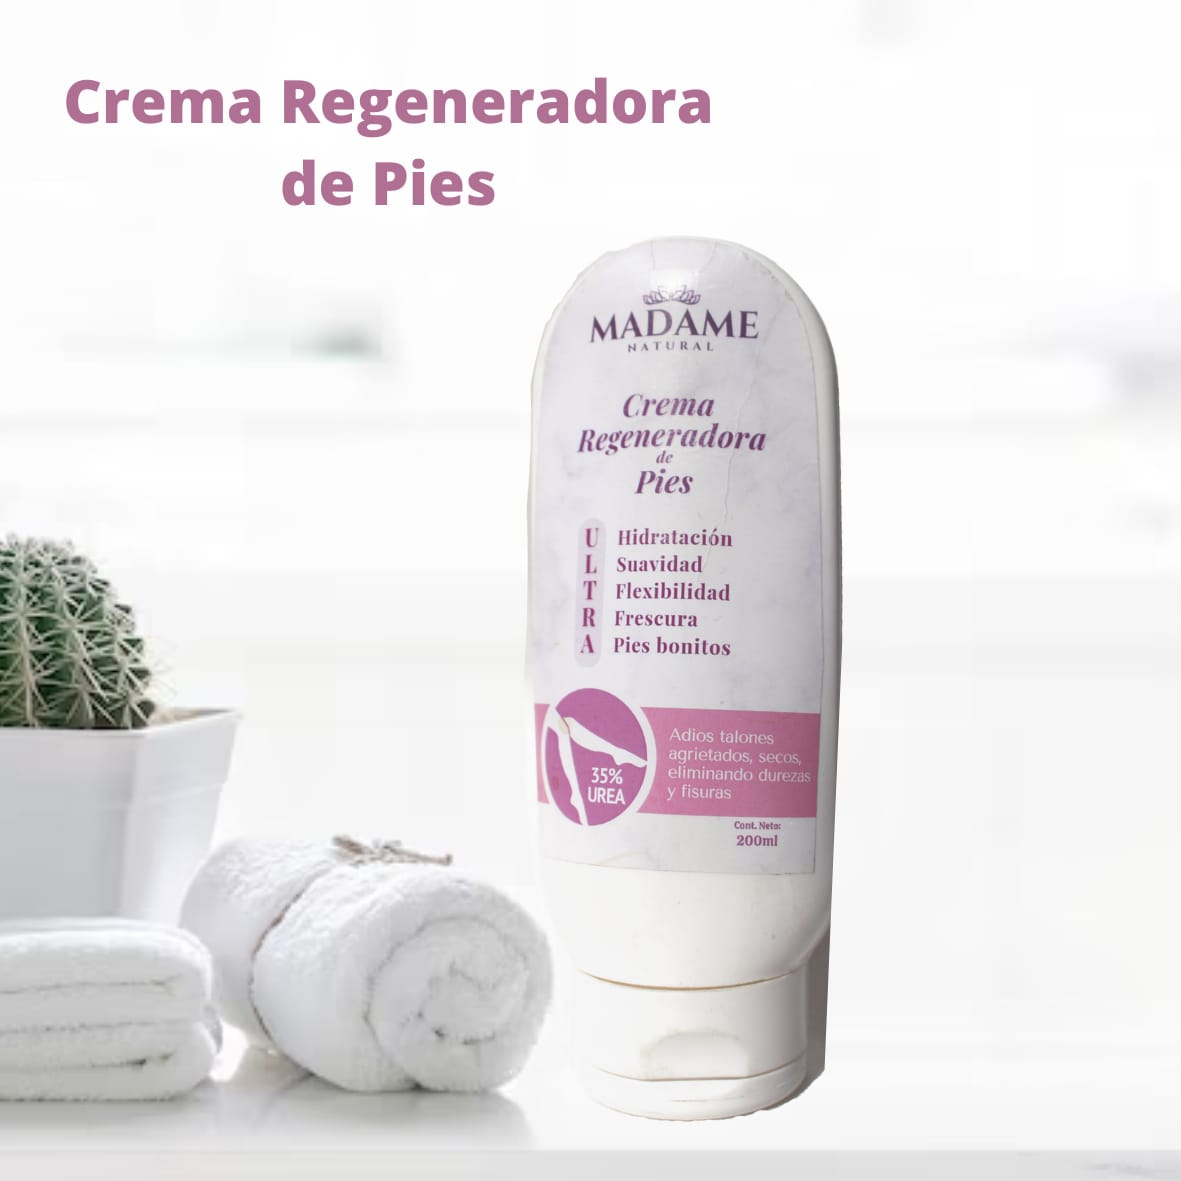 Crema Regeneradora
de Pies
MADAME
NATURAL
Crema
Regeneradora
de
Pies
ULTRA
Hidratación
Suavidad
Flexibilidad
Frescura
Pies bonitos
35%
UREA
Adios talones
agrietados, secos,
eliminando durezas
y fisuras
Cont. Neto:
200ml